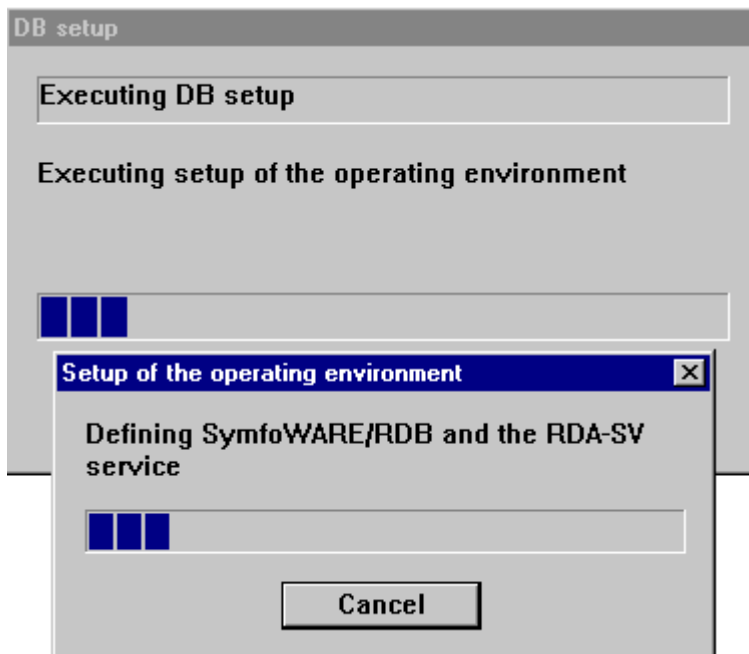 DB setup
Executing DB setup
Executing setup of the operating environment
Setup of the operating environment
Defining SymfoWARE/RDB and the RDA-SV
service
Cancel